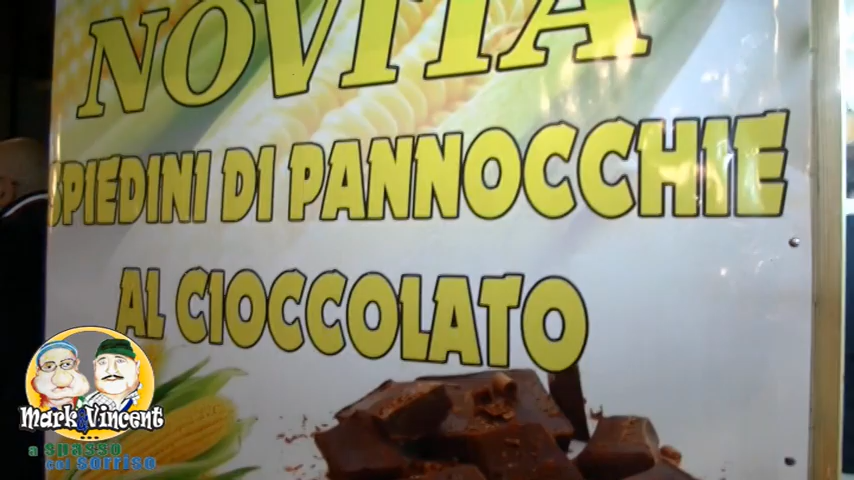 NOVITA
SPIEDINI DI PANNOCCHIE
AL CIOCCOLATO
Mark & Vincent
...
a spasso
col sorriso